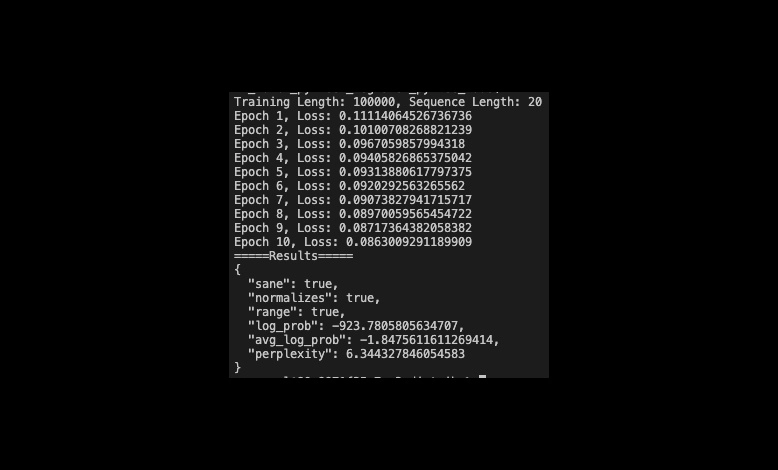 Training Length: 100000, Sequence Length: 20
Epoch 1, Loss: 0.11114064526736736
Epoch 2, Loss: 0.10100708268821239
Epoch 3, Loss: 0.0967059857994318
Epoch 4, Loss: 0.09405826865375042
Epoch 5, Loss: 0.09313880617797375
Epoch 6, Loss: 0.0920292563265562
Epoch 7, Loss: 0.09073827941715717
Epoch 8, Loss: 0.08970059565454722
Epoch 9, Loss: 0.08717364382058382
Epoch 10, Loss: 0.0863009291189909
=====Results=====
{
  "sane": true,
  "normalizes": true,
  "range": true,
  "log_prob": -923.7805805634707,
  "avg_log_prob": -1.8475611611269414,
  "perplexity": 6.344327846054583
}